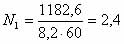 N₁ = 1182,6 / 8,2·60 = 2,4